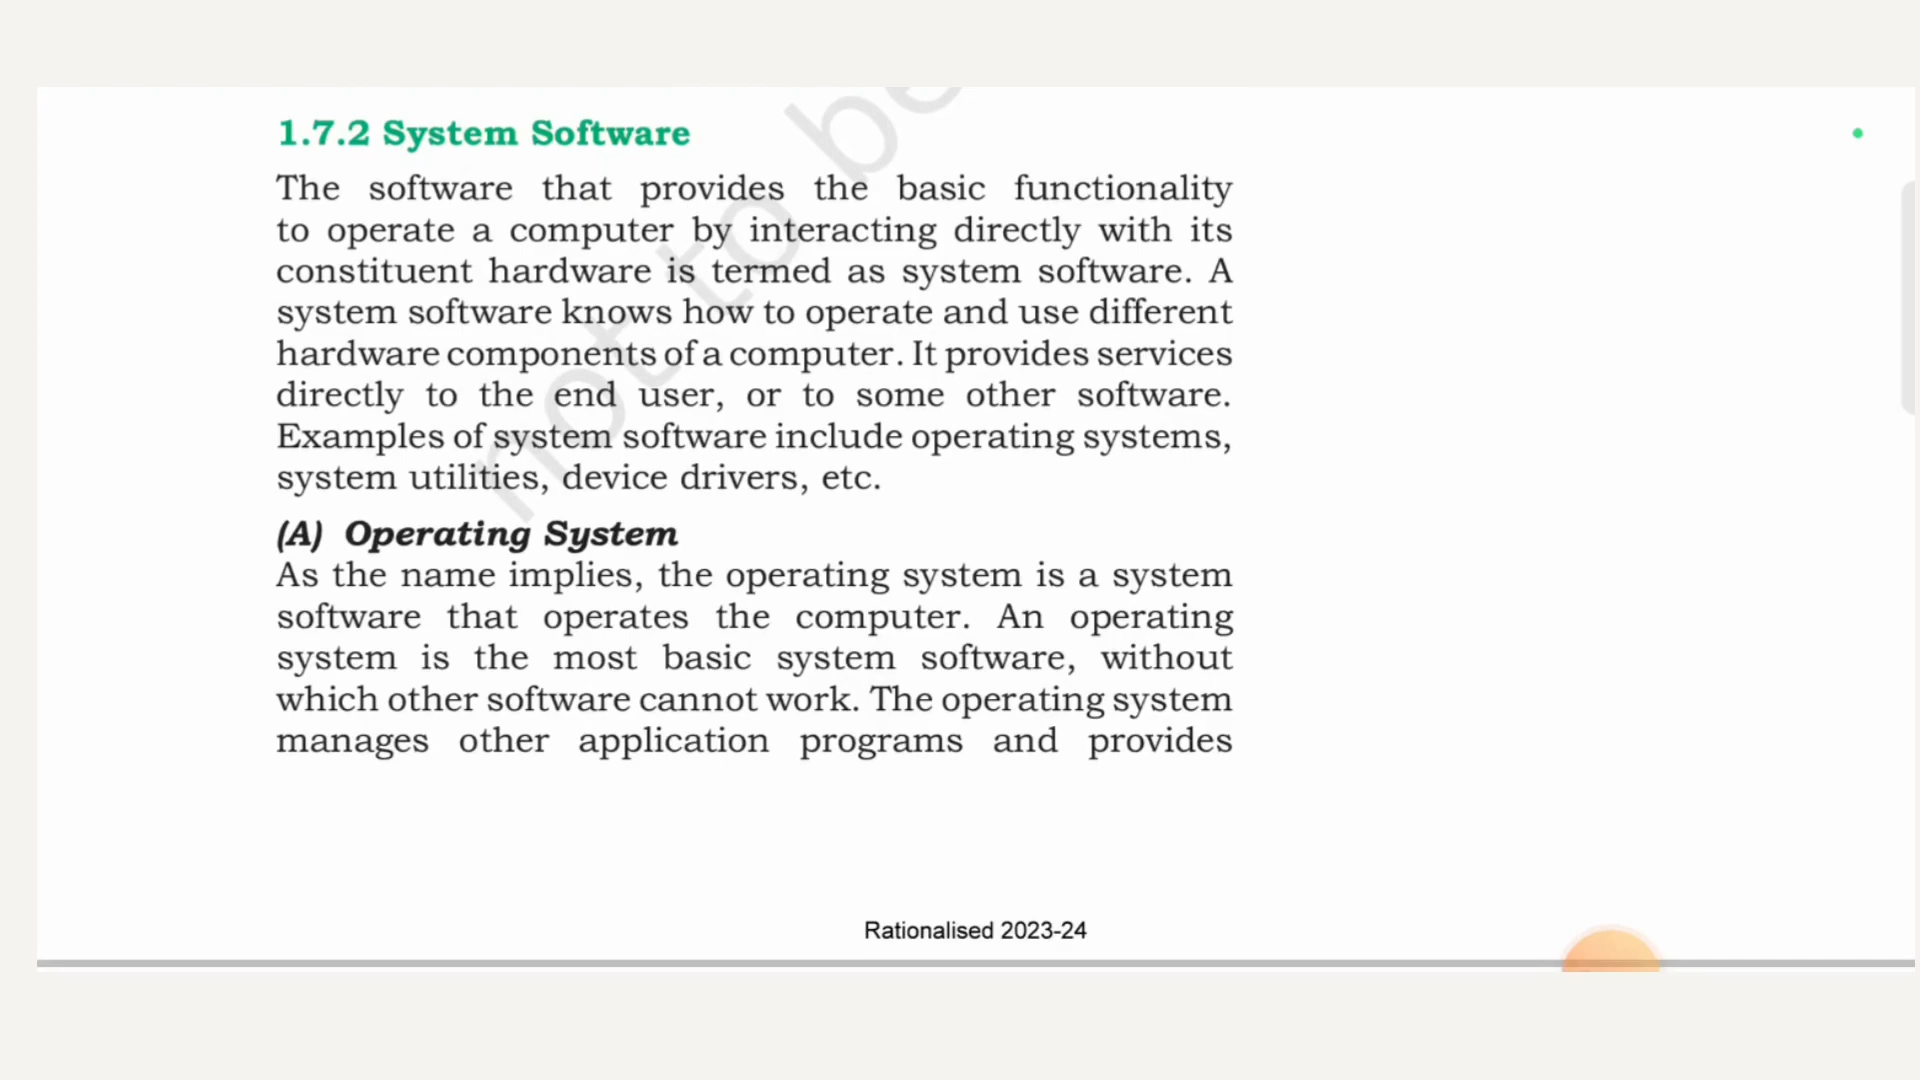 1.7.2 System Software
The software that provides the basic functionality
to operate a computer by interacting directly with its
constituent hardware is termed as system software. A
system software knows how to operate and use different
hardware components of a computer. It provides services
directly to the end user, or to some other software.
Examples of system software include operating systems,
system utilities, device drivers, etc.
(A) Operating System
As the name implies, the operating system is a system
software that operates the computer. An operating
system is the most basic system software, without
which other software cannot work. The operating system
manages other application programs and provides
not to be
Rationalised 2023-24